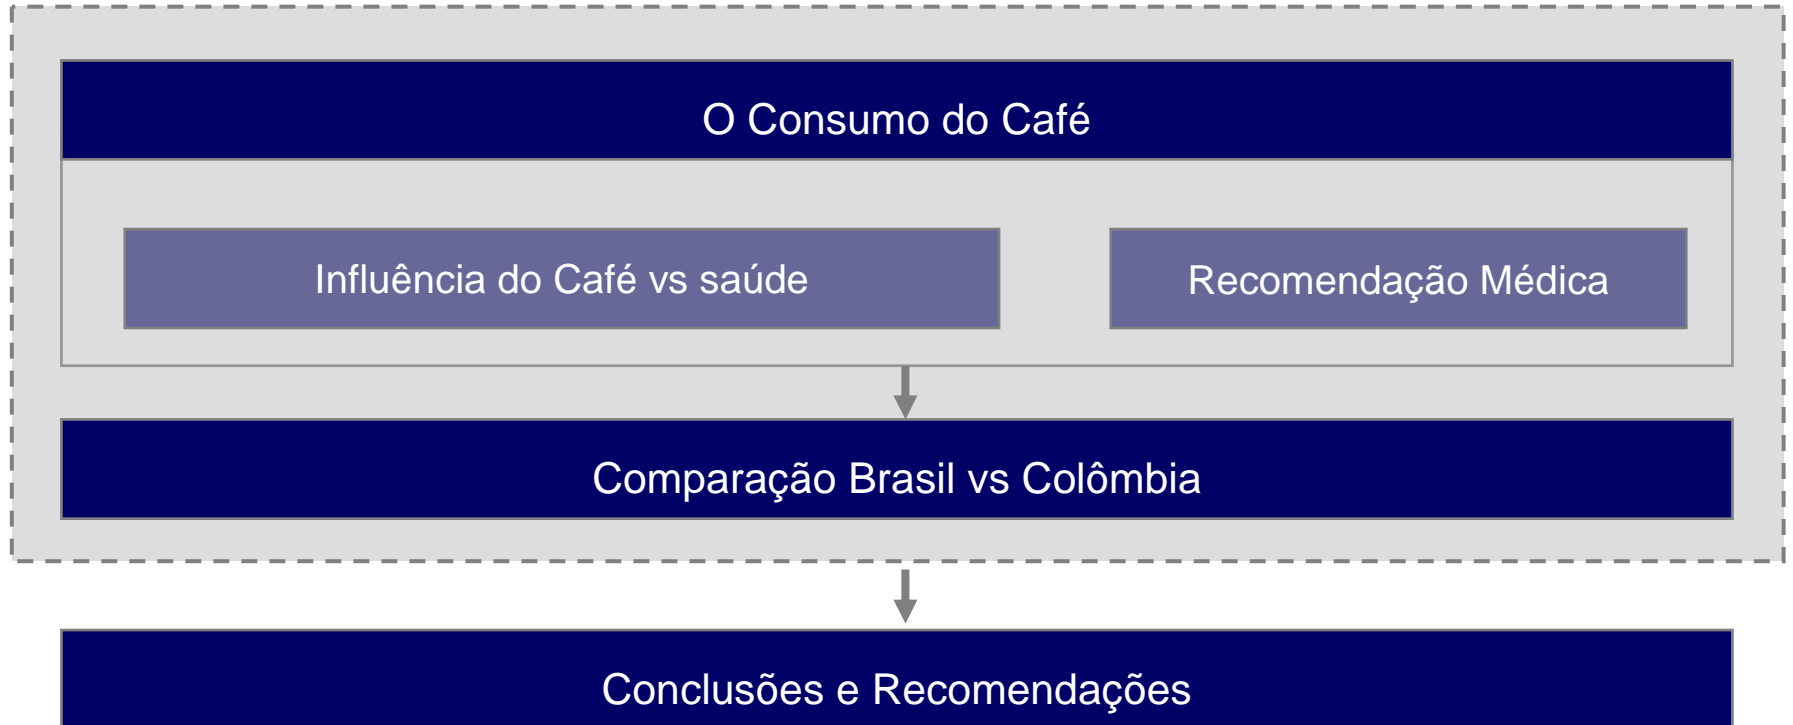 O Consumo do Café
Influência do Café vs saúde
Recomendação Médica
Comparação Brasil vs Colômbia
Conclusões e Recomendações